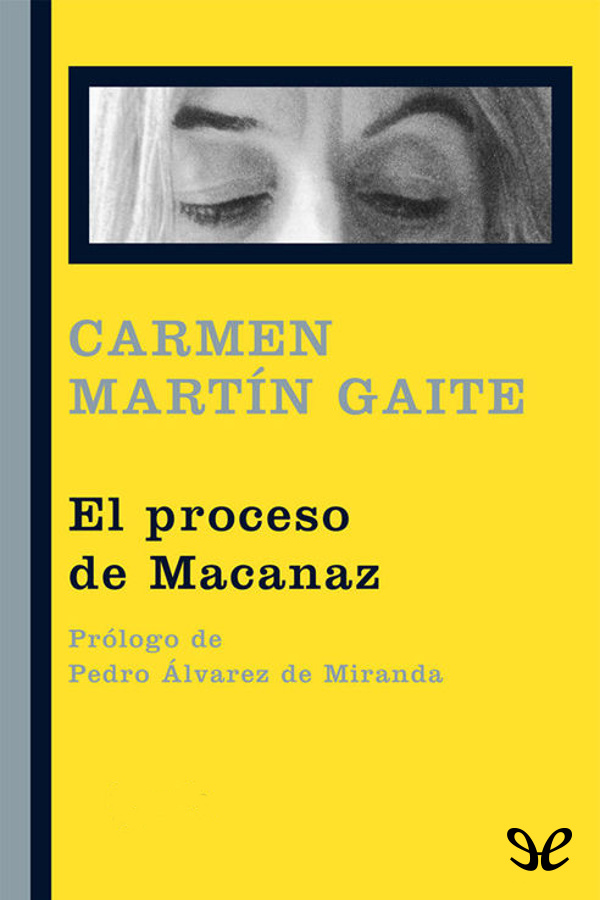 CARMEN
MARTÍN GAITE
El proceso
de Macanaz
Prólogo de
Pedro Álvarez de Miranda